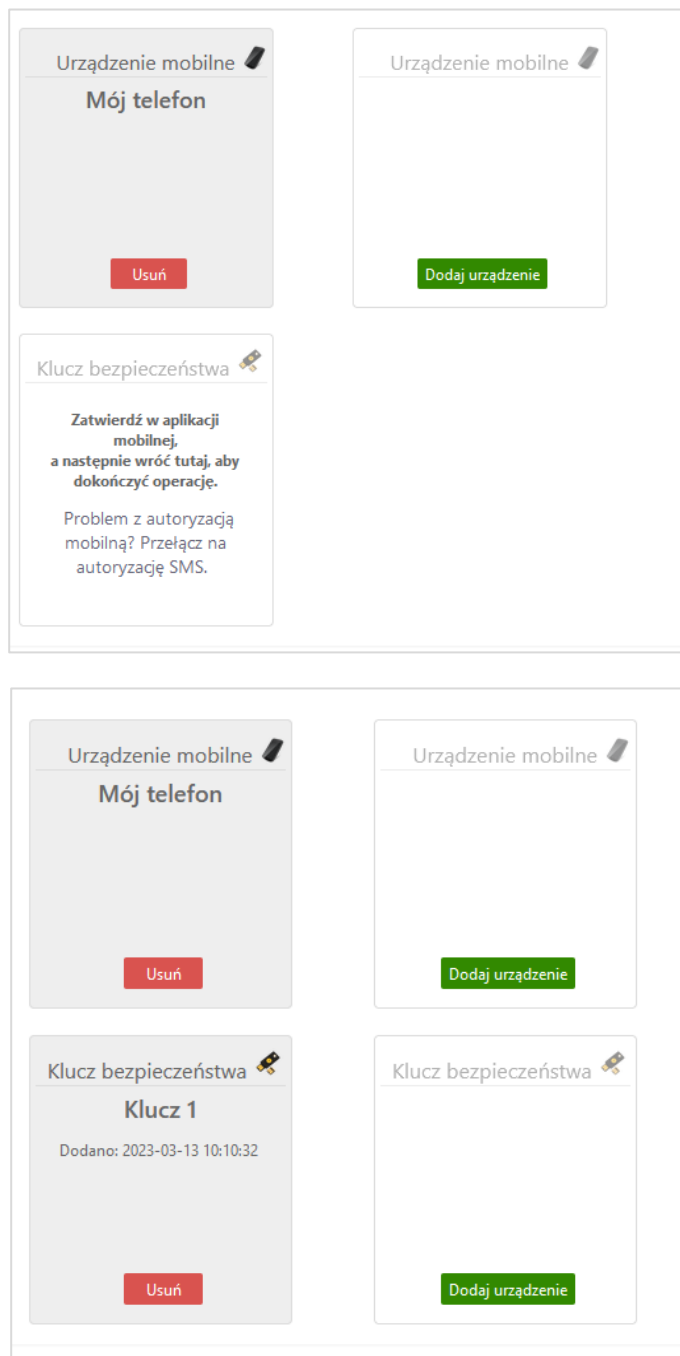 Urządzenie mobilne
Mój telefon
Usuń
Urządzenie mobilne
Dodaj urządzenie
Klucz bezpieczeństwa
Zatwierdź w aplikacji
mobilnej,
a następnie wróć tutaj, aby
dokończyć operację.
Problem z autoryzacją
mobilną? Przełącz na
autoryzację SMS.
Urządzenie mobilne
Mój telefon
Usuń
Urządzenie mobilne
Dodaj urządzenie
Klucz bezpieczeństwa
Klucz 1
Dodano: 2023-03-13 10:10:32
Usuń
Klucz bezpieczeństwa
Dodaj urządzenie